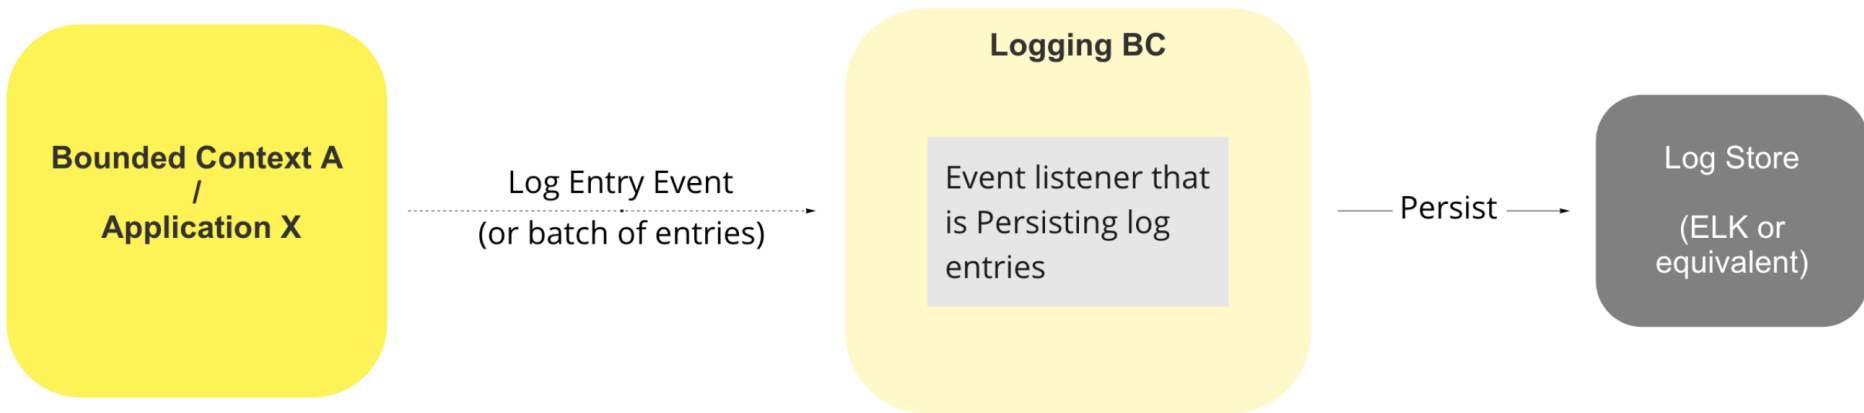 Bounded Context A
/
Application X
Log Entry Event
(or batch of entries)
Logging BC
Event listener that
is Persisting log
entries
Persist
Log Store
(ELK or
equivalent)